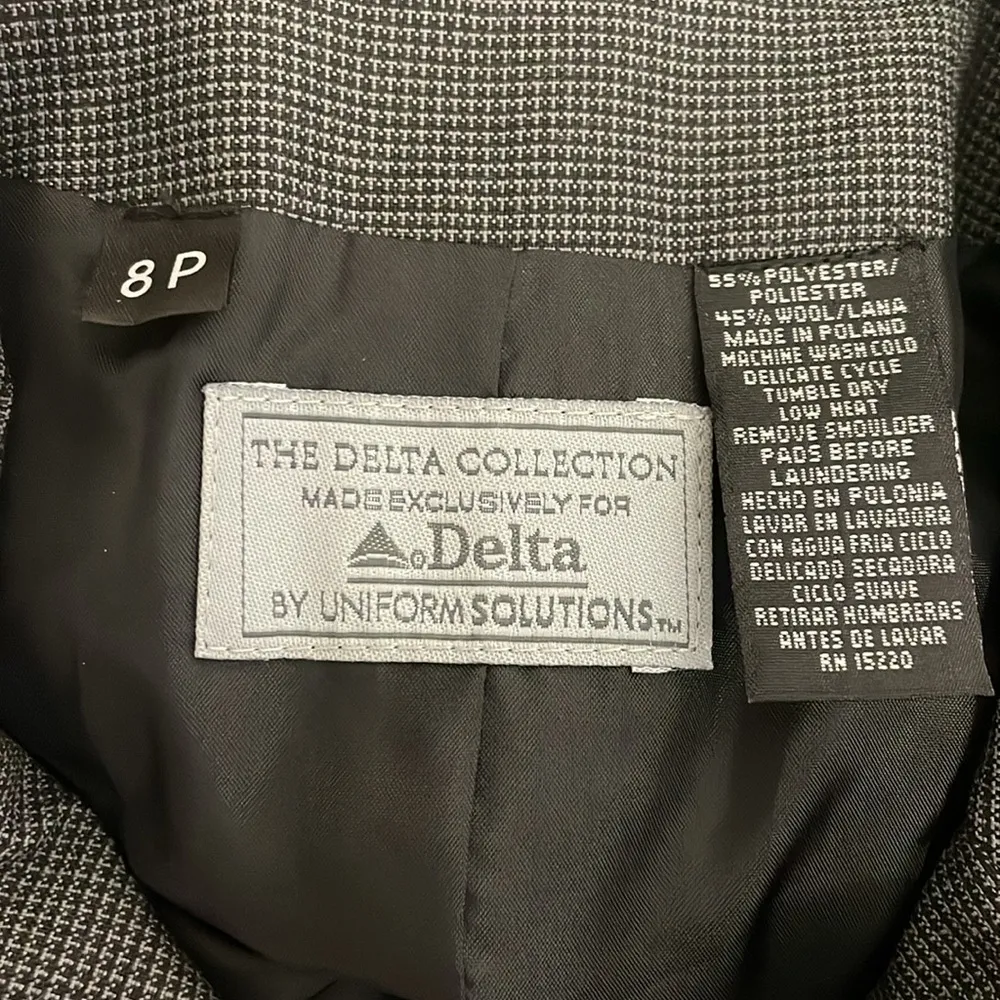 8 P
THE DELTA COLLECTION
MADE EXCLUSIVELY FOR
Delta
BY UNIFORM SOLUTIONS™
55% POLYESTER/
POLIESTER
45% WOOL/LANA
MADE IN POLAND
MACHINE WASH COLD
DELICATE CYCLE
TUMBLE DRY
LOW HEAT
REMOVE SHOULDER
PADS BEFORE
LAUNDERING
HECHO EN POLONIA
LAVAR EN LAVADORA
CON AGUA FRIA CICLO
DELICADO SECADORA
CICLO SUAVE
RETIRAR HOMBRERAS
ANTES DE LAVAR
RN 15220